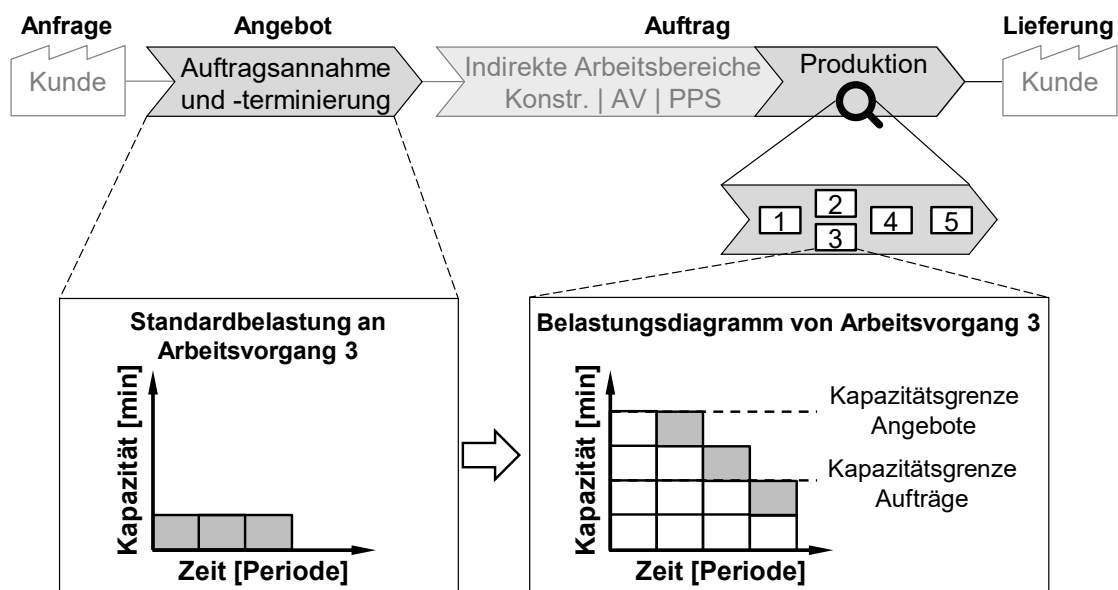 Anfrage
Angebot
Auftrag
Lieferung
Kunde
Auftragsannahme
und -terminierung
Indirekte Arbeitsbereiche
Konstr. | AV | PPS
Produktion
Kunde
1
2
3
4
5
Standardbelastung an
Arbeitsvorgang 3
Kapazität [min]
Zeit [Periode]
Belastungsdiagramm von Arbeitsvorgang 3
Kapazität [min]
Kapazitätsgrenze
Angebote
Kapazitätsgrenze
Aufträge
Zeit [Periode]